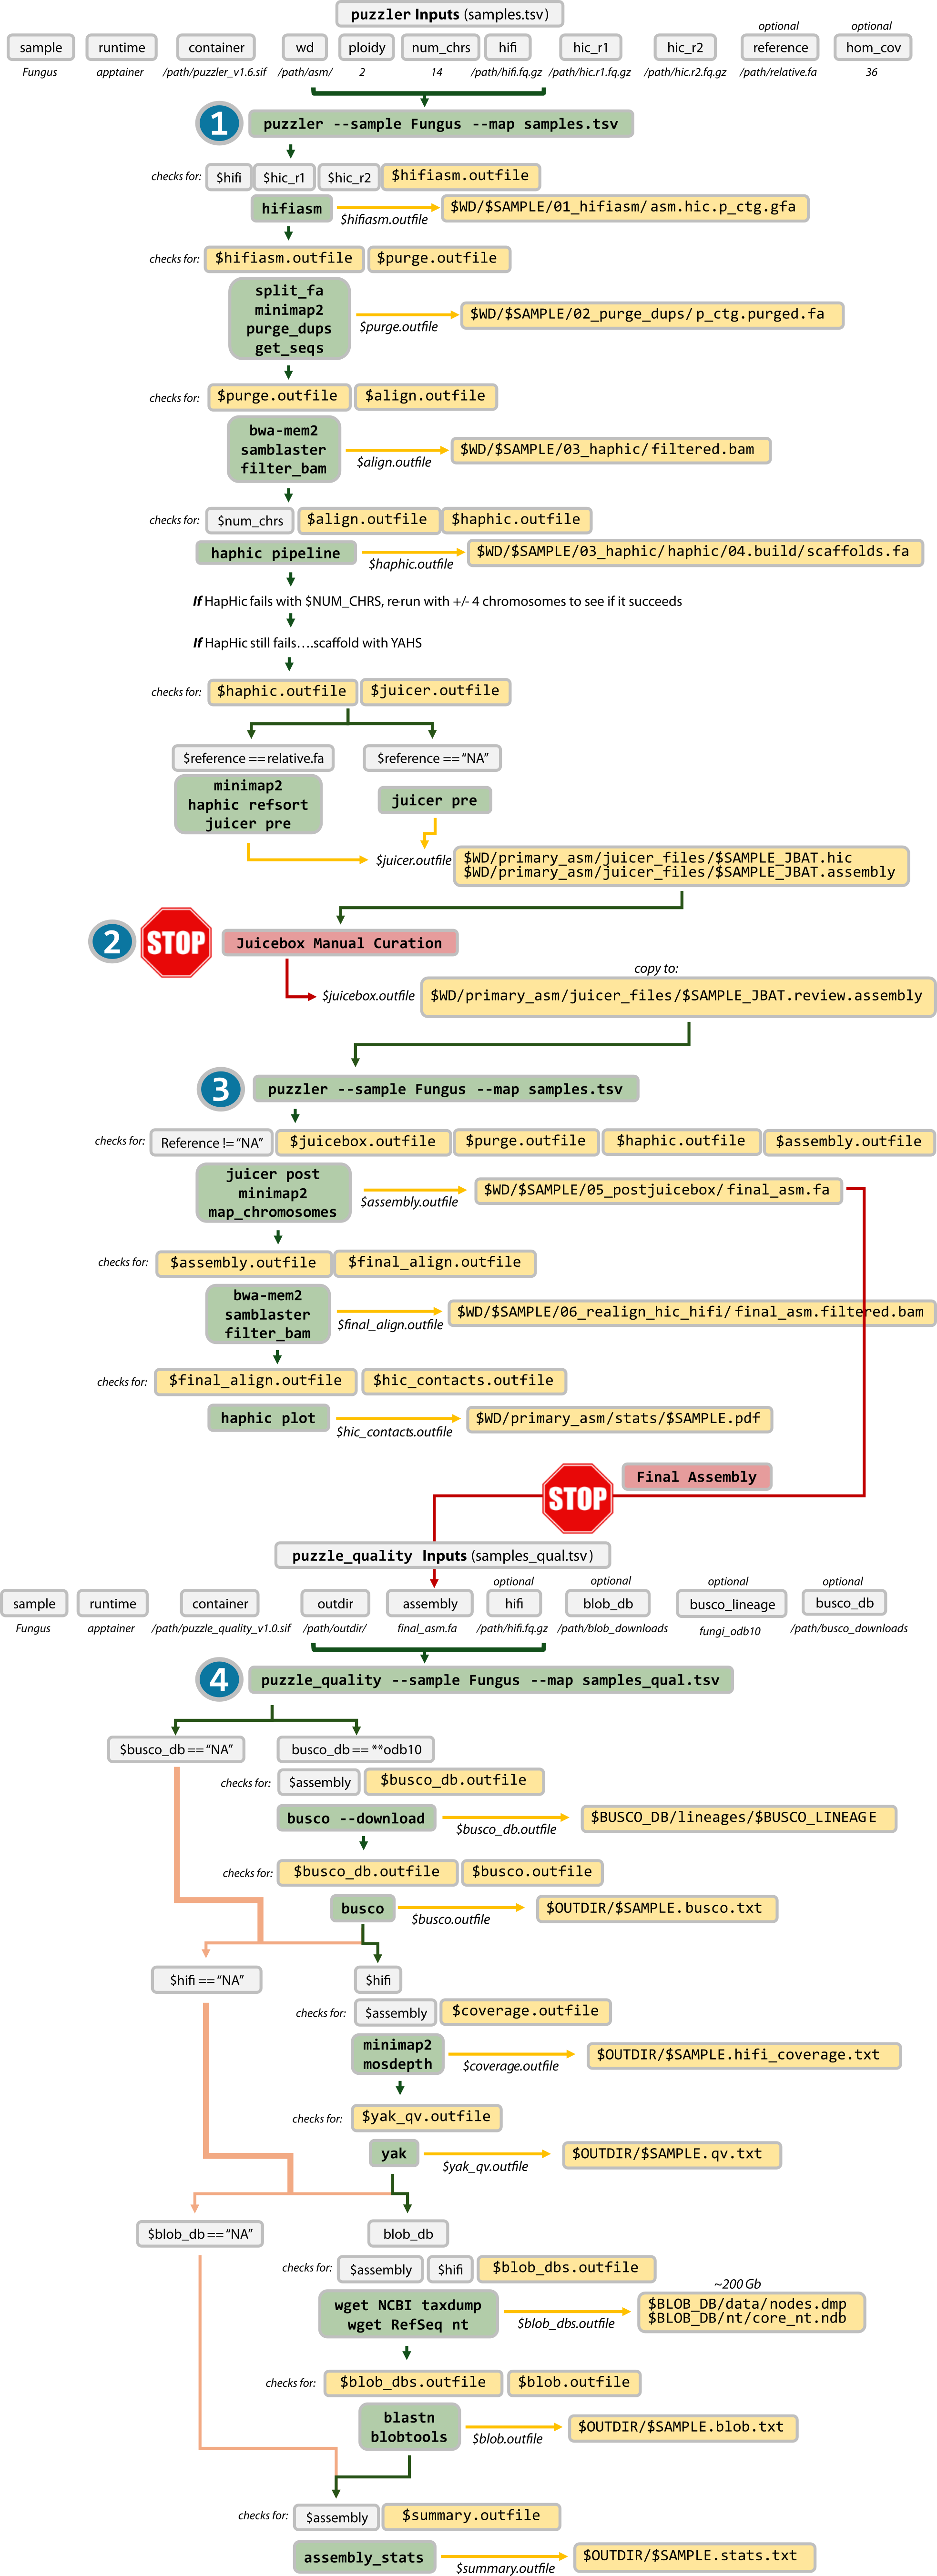 puzzler Inputs (samples.tsv)
optional optional
sample runtime container wd ploidy num_chrs hifi hic_r1 hic_r2 reference hom_cov
Fungus apptainer /path/puzzler_v1.6.sif /path/asm/ 2 14 /path/hifi.fq.gz /path/hic.r1.fq.gz /path/hic.r2.fq.gz /path/relative.fa 36
1 puzzler --sample Fungus --map samples.tsv
checks for: $hifi $hic_r1 $hic_r2 $hifiasm.outfile
hifiasm $WD/$SAMPLE/01_hifiasm/asm.hic.p_ctg.gfa
$hifiasm.outfile
checks for: $hifiasm.outfile $purge.outfile
split_fa
minimap2 $WD/$SAMPLE/02_purge_dups/p_ctg.purged.fa
purge_dups $purge.outfile
get_seqs
checks for: $purge.outfile $align.outfile
bwa-mem2
samblaster $WD/$SAMPLE/03_haphic/filtered.bam
filter_bam $align.outfile
checks for: $num_chrs $align.outfile $haphic.outfile
haphic pipeline $WD/$SAMPLE/03_haphic/haphic/04.build/scaffolds.fa
$haphic.outfile
If HapHic fails with $NUM_CHRS, re-run with +/- 4 chromosomes to see if it succeeds
If HapHic still fails....scaffold with YAHS
checks for: $haphic.outfile $juicer.outfile
$reference == relative.fa $reference == “NA”
minimap2
haphic refsort juicer pre
juicer pre
$juicer.outfile $WD/primary_asm/juicer_files/$SAMPLE_JBAT.hic
$WD/primary_asm/juicer_files/$SAMPLE_JBAT.assembly
2 STOP Juicebox Manual Curation
copy to:
$juicebox.outfile $WD/primary_asm/juicer_files/$SAMPLE_JBAT.review.assembly
3 puzzler --sample Fungus --map samples.tsv
checks for: Reference != “NA” $juicebox.outfile $purge.outfile $haphic.outfile $assembly.outfile
juicer post
minimap2 $WD/$SAMPLE/05_postjuicebox/final_asm.fa
map_chromosomes $assembly.outfile
checks for: $assembly.outfile $final_align.outfile
bwa-mem2
samblaster $WD/$SAMPLE/06_realign_hic_hifi/final_asm.filtered.bam
filter_bam $final_align.outfile
checks for: $final_align.outfile $hic_contacts.outfile
haphic plot $WD/primary_asm/stats/$SAMPLE.pdf
$hic_contacts.outfile
Final Assembly
STOP
puzzle_quality Inputs (samples_qual.tsv)
optional optional optional optional
sample runtime container outdir assembly hifi blob_db busco_lineage busco_db
Fungus apptainer /path/puzzle_quality_v1.0.sif /path/outdir/ final_asm.fa /path/hifi.fq.gz /path/blob_downloads fungi_odb10 /path/busco_downloads
4 puzzle_quality --sample Fungus --map samples_qual.tsv
$busco_db == “NA” busco_db == **odb10
checks for: $assembly $busco_db.outfile
busco --download $BUSCO_DB/lineages/$BUSCO_LINEAGE
$busco_db.outfile
checks for: $busco_db.outfile $busco.outfile
busco $OUTDIR/$SAMPLE.busco.txt
$busco.outfile
$hifi == “NA” $hifi
checks for: $assembly $coverage.outfile
minimap2 $OUTDIR/$SAMPLE.hifi_coverage.txt
mosdepth $coverage.outfile
checks for: $yak_qv.outfile
yak $OUTDIR/$SAMPLE.qv.txt
$yak_qv.outfile
$blob_db == “NA” blob_db
checks for: $assembly $hifi $blob_dbs.outfile
~200 Gb
wget NCBI taxdump $BLOB_DB/data/nodes.dmp
wget RefSeq nt $blob_dbs.outfile $BLOB_DB/nt/core_nt.ndb
checks for: $blob_dbs.outfile $blob.outfile
blastn $OUTDIR/$SAMPLE.blob.txt
blobtools $blob.outfile
checks for: $assembly $summary.outfile
assembly_stats $OUTDIR/$SAMPLE.stats.txt
$summary.outfile